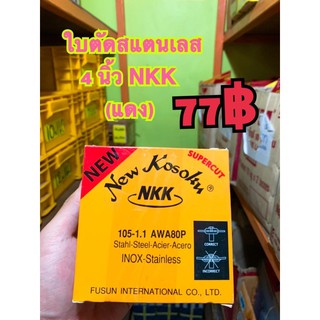 ใบตัดสแตนเลส
4 นิ้ว NKK
(แดง)
77฿
NEW
SUPERCUT
New Kosoku ®
NKK
105-1.1 AWA80P
Stahl-Steel-Acier-Acero
INOX-Stainless
CORRECT
INCORRECT
FUSUN INTERNATIONAL CO., LTD.